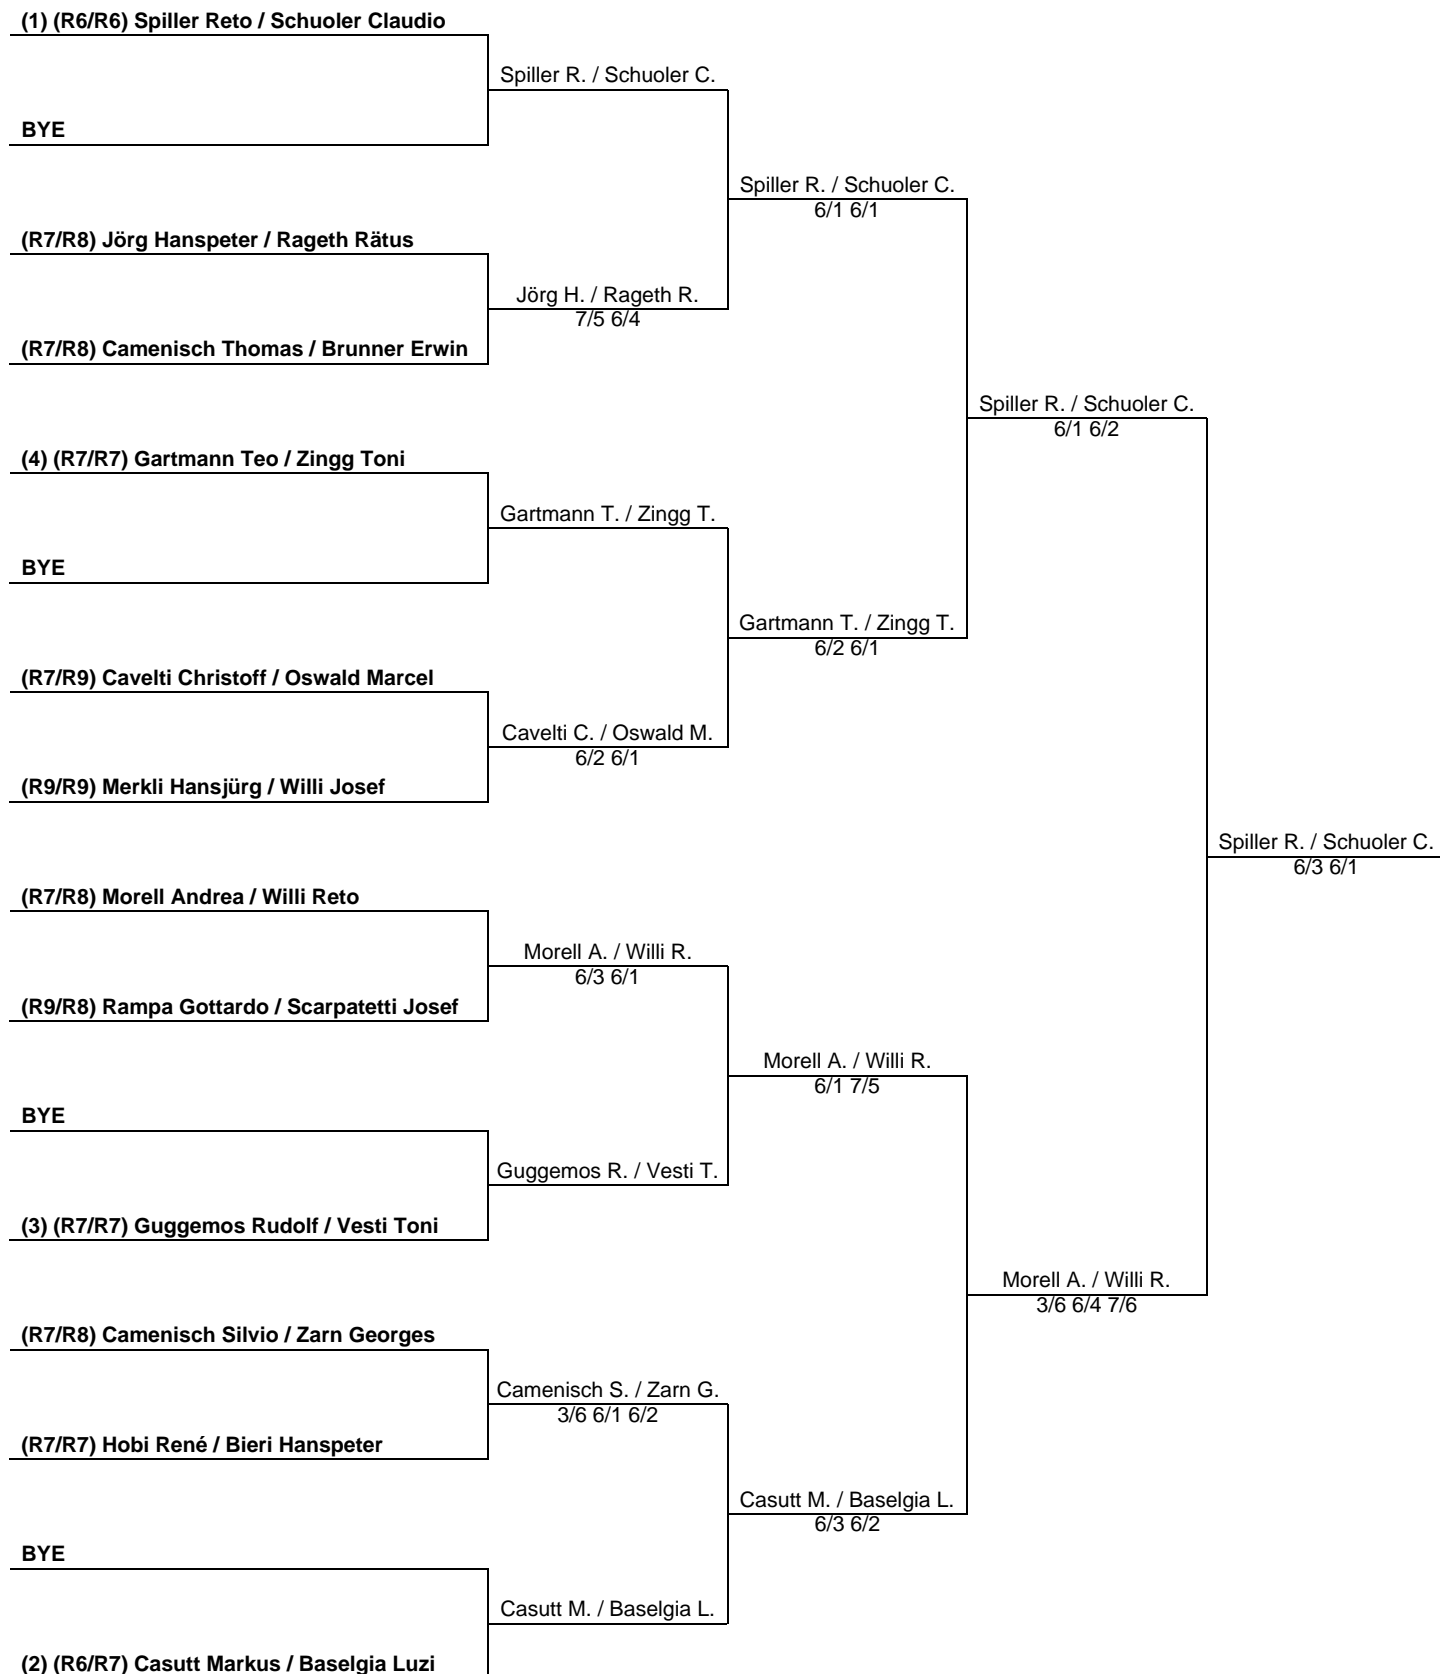 (1) (R6/R6) Spiller Reto / Schuoler Claudio
Spiller R. / Schuoler C.
BYE
Spiller R. / Schuoler C.
6/1 6/1
(R7/R8) Jörg Hanspeter / Rageth Rätus
Jörg H. / Rageth R.
7/5 6/4
(R7/R8) Camenisch Thomas / Brunner Erwin
Spiller R. / Schuoler C.
6/1 6/2
(4) (R7/R7) Gartmann Teo / Zingg Toni
Gartmann T. / Zingg T.
BYE
Gartmann T. / Zingg T.
6/2 6/1
(R7/R9) Cavelti Christoff / Oswald Marcel
Cavelti C. / Oswald M.
6/2 6/1
(R9/R9) Merkli Hansjürg / Willi Josef
Spiller R. / Schuoler C.
6/3 6/1
(R7/R8) Morell Andrea / Willi Reto
Morell A. / Willi R.
6/3 6/1
(R9/R8) Rampa Gottardo / Scarpatetti Josef
Morell A. / Willi R.
6/1 7/5
BYE
Guggemos R. / Vesti T.
(3) (R7/R7) Guggemos Rudolf / Vesti Toni
Morell A. / Willi R.
3/6 6/4 7/6
(R7/R8) Camenisch Silvio / Zarn Georges
Camenisch S. / Zarn G.
3/6 6/1 6/2
(R7/R7) Hobi René / Bieri Hanspeter
Casutt M. / Baselgia L.
6/3 6/2
BYE
Casutt M. / Baselgia L.
(2) (R6/R7) Casutt Markus / Baselgia Luzi